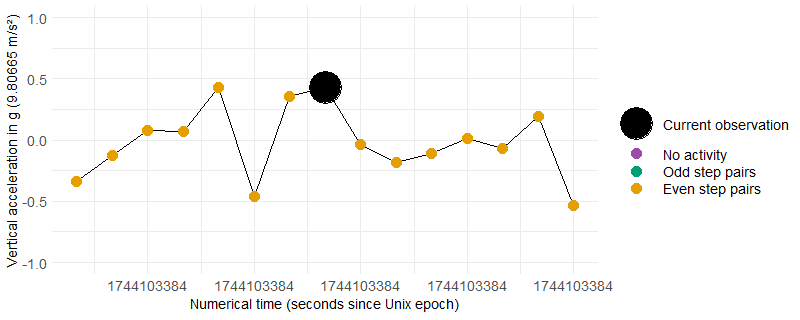 Vertical acceleration in g (9.80665 m/s²)
1.0
0.5
0.0
-0.5
-1.0
1744103384 1744103384 1744103384 1744103384 1744103384
Numerical time (seconds since Unix epoch)
Current observation
No activity
Odd step pairs
Even step pairs